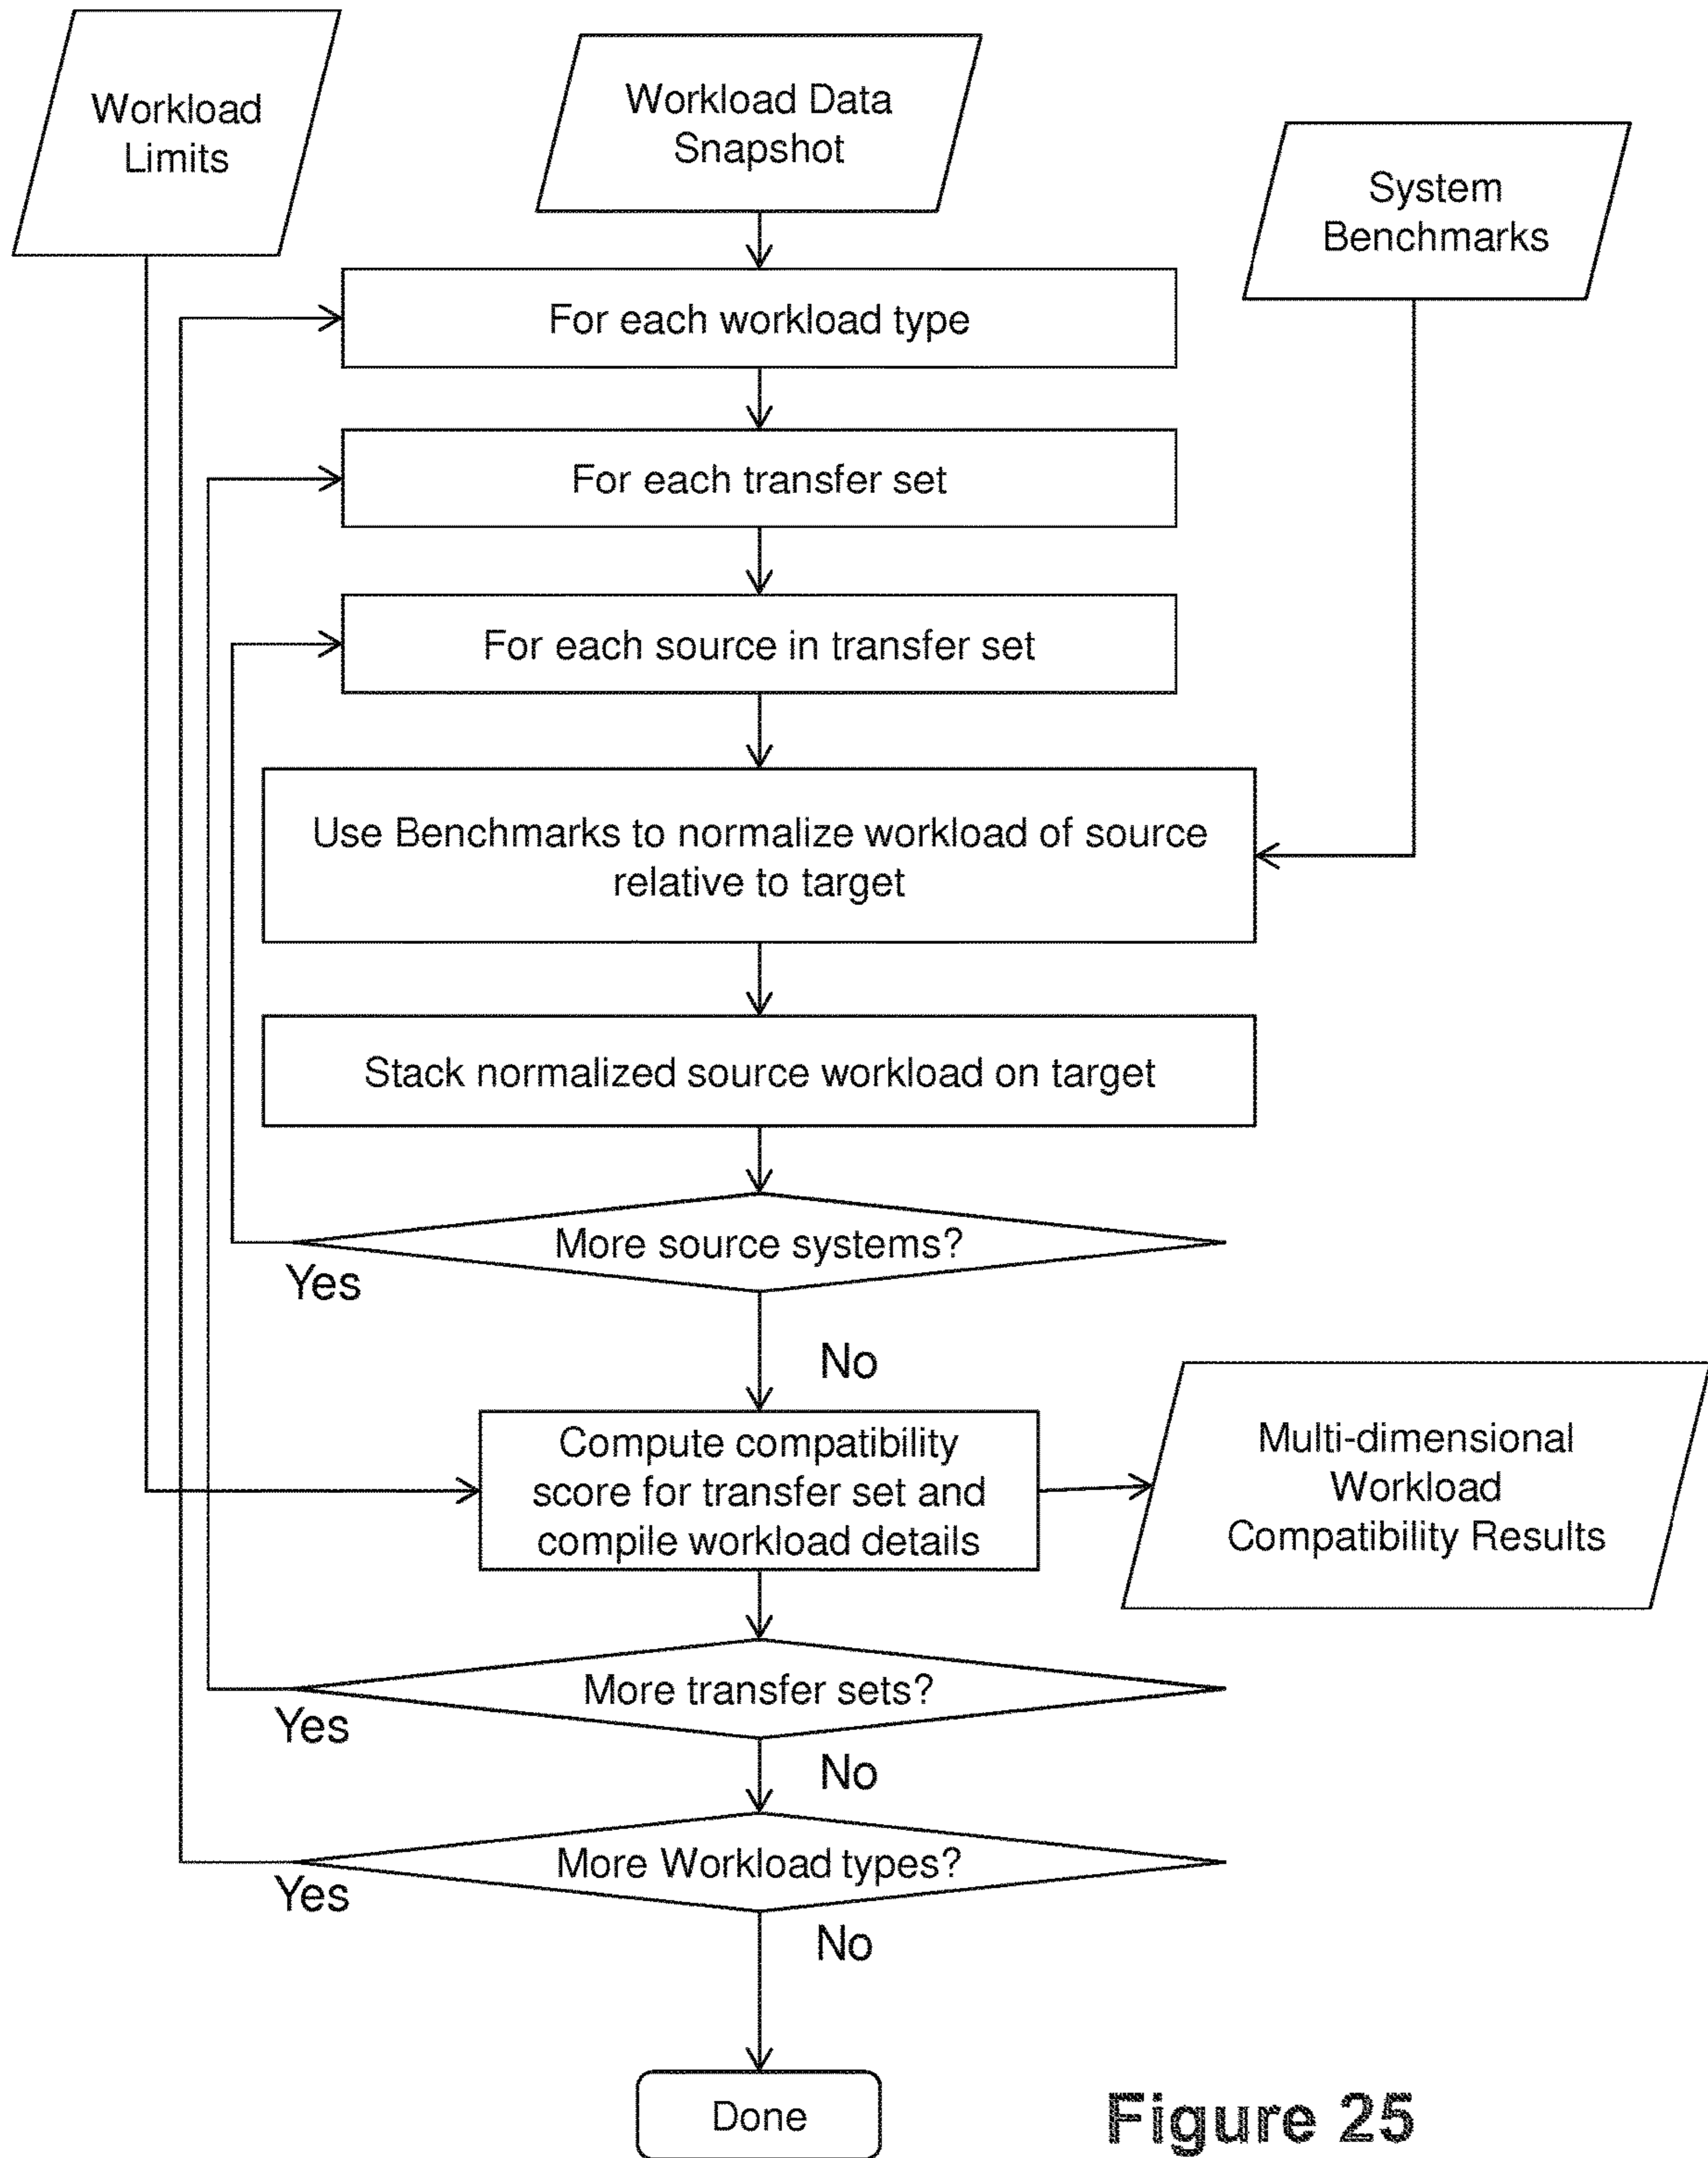 Workload
Limits
Workload Data
Snapshot
System
Benchmarks
For each workload type
For each transfer set
For each source in transfer set
Use Benchmarks to normalize workload of source
relative to target
Stack normalized source workload on target
More source systems?
Yes
No
Compute compatibility
score for transfer set and
compile workload details
Multi-dimensional
Workload
Compatibility Results
More transfer sets?
Yes
No
More Workload types?
Yes
No
Done
Figure 25